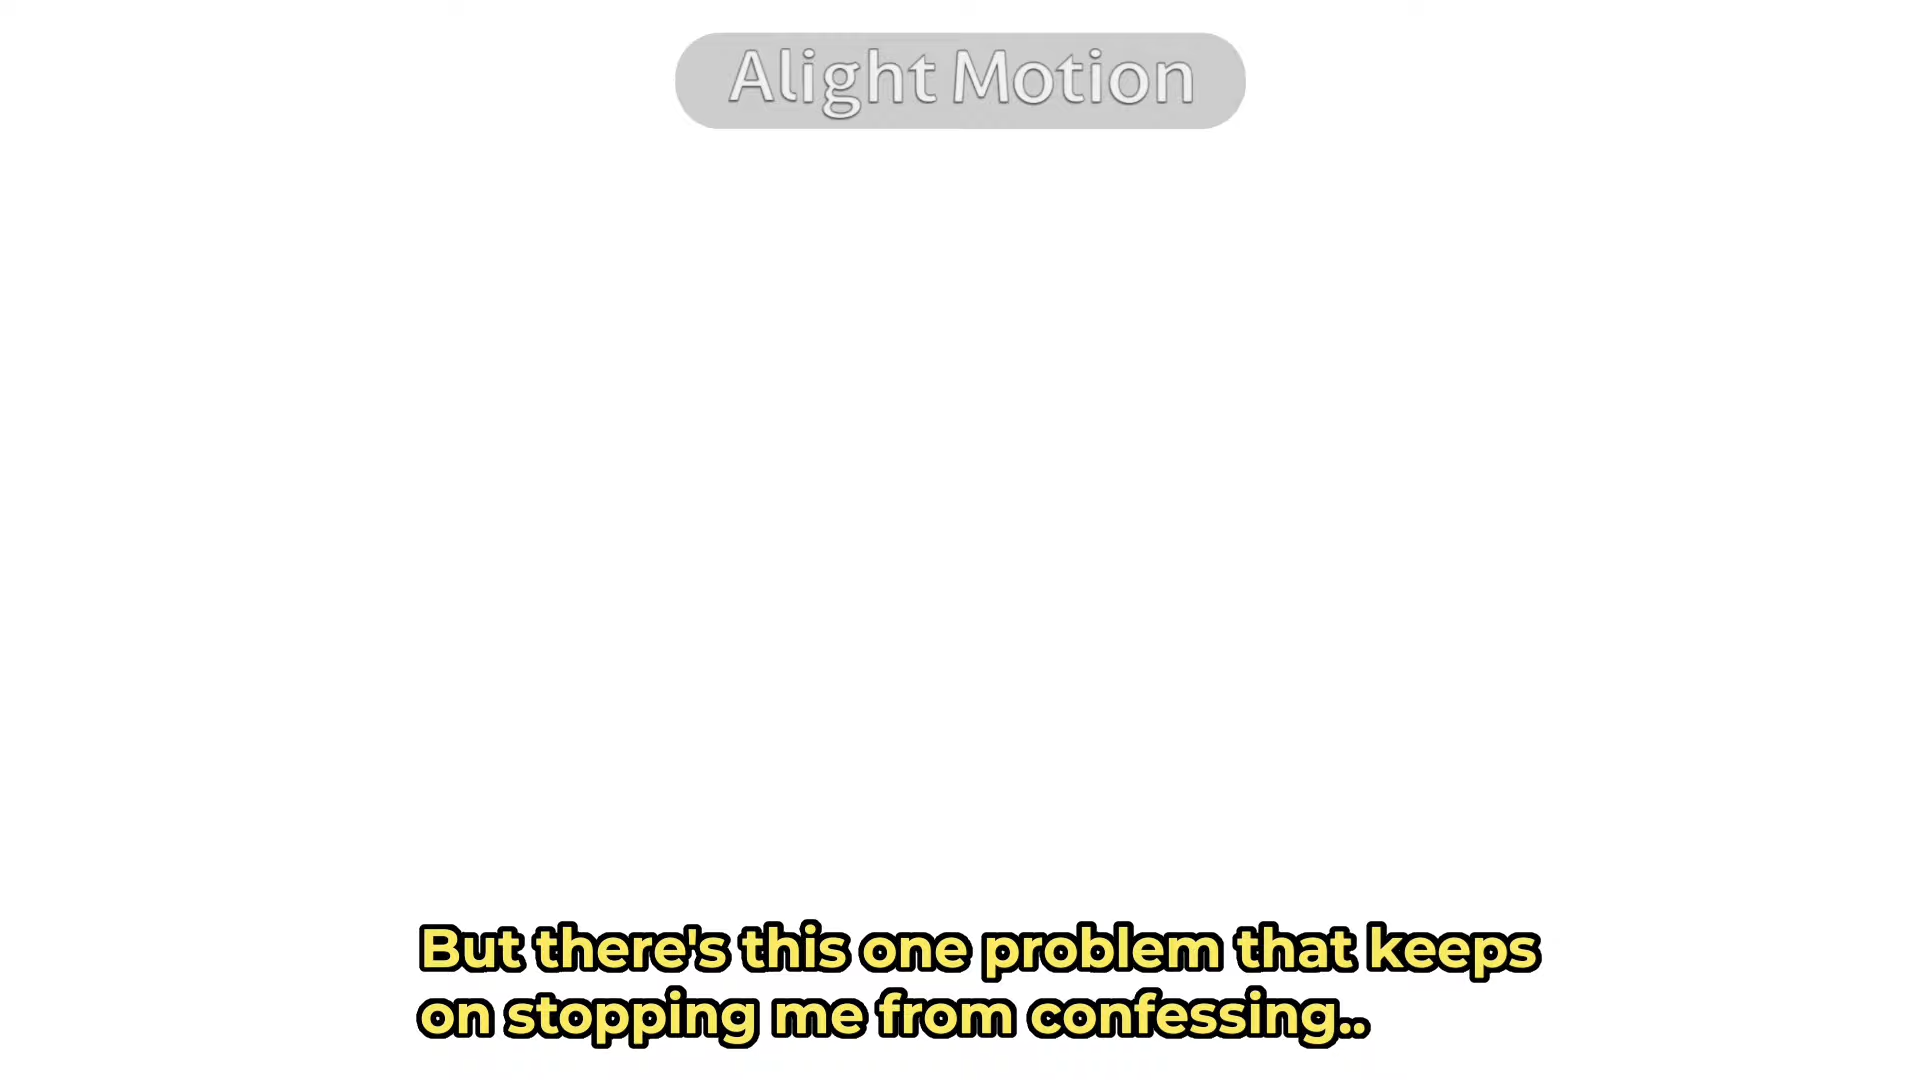 Alight Motion
But there's this one problem that keeps
on stopping me from confessing..